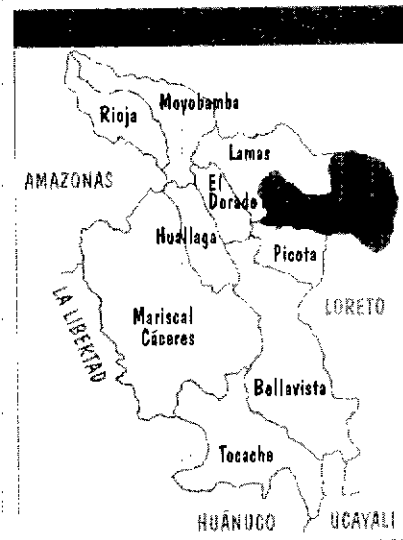 Moyobamba
Rioja
Lamas
AMAZONAS
El
Dorado
Huallaga
Picota
LA LIBERTAD
LORETO
Mariscal
Cáceres
Bellavista
Tocache
HUÁNUCO
UCAYALI